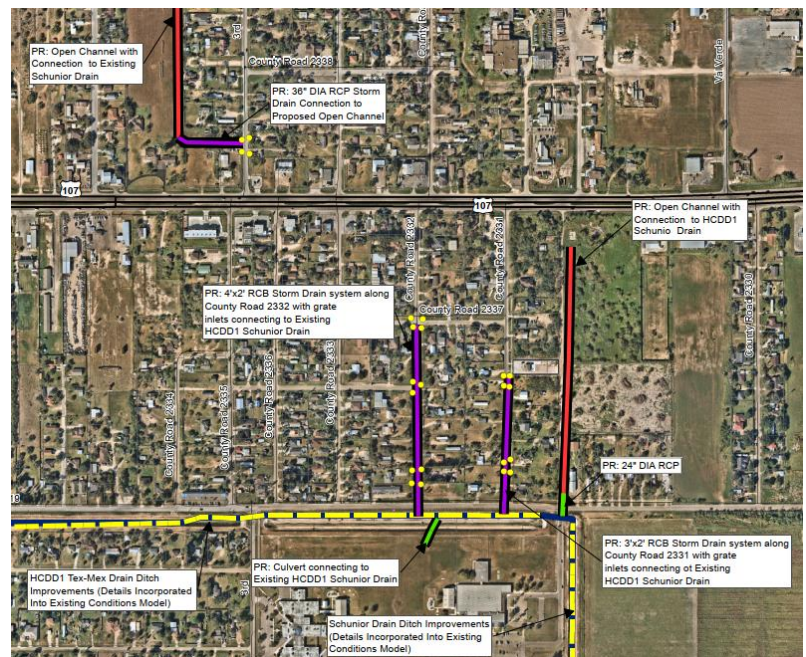 PR: Open Channel with
Connection to Existing
Schunior Drain
3rd
County Ro
County Road 2338
Val Verde
PR: 36" DIA RCP Storm
Drain Connection to
Proposed Open Channel
107
107
PR: Open Channel with
Connection to HCDD1
Schunio Drain
County Road 2332
County Road 2331
PR: 4'x2' RCB Storm Drain system along
County Road 2332 with grate
inlets connecting to Existing
HCDD1 Schunior Drain
County Road 2337
County Road 2330
County Road 2333
County Road 2336
County Road 2335
County Road 2334
PR: 24" DIA RCP
19
PR: 3'x2' RCB Storm Drain system along
County Road 2331 with grate
inlets connecting ot Existing
HCDD1 Schunior Drain
PR: Culvert connecting to
Existing HCDD1 Schunior Drain
HCDD1 Tex-Mex Drain Ditch
Improvements (Details Incorporated
Into Existing Conditions Model)
3rd
Schunior Drain Ditch Improvements
(Details Incorporated Into Existing
Conditions Model)